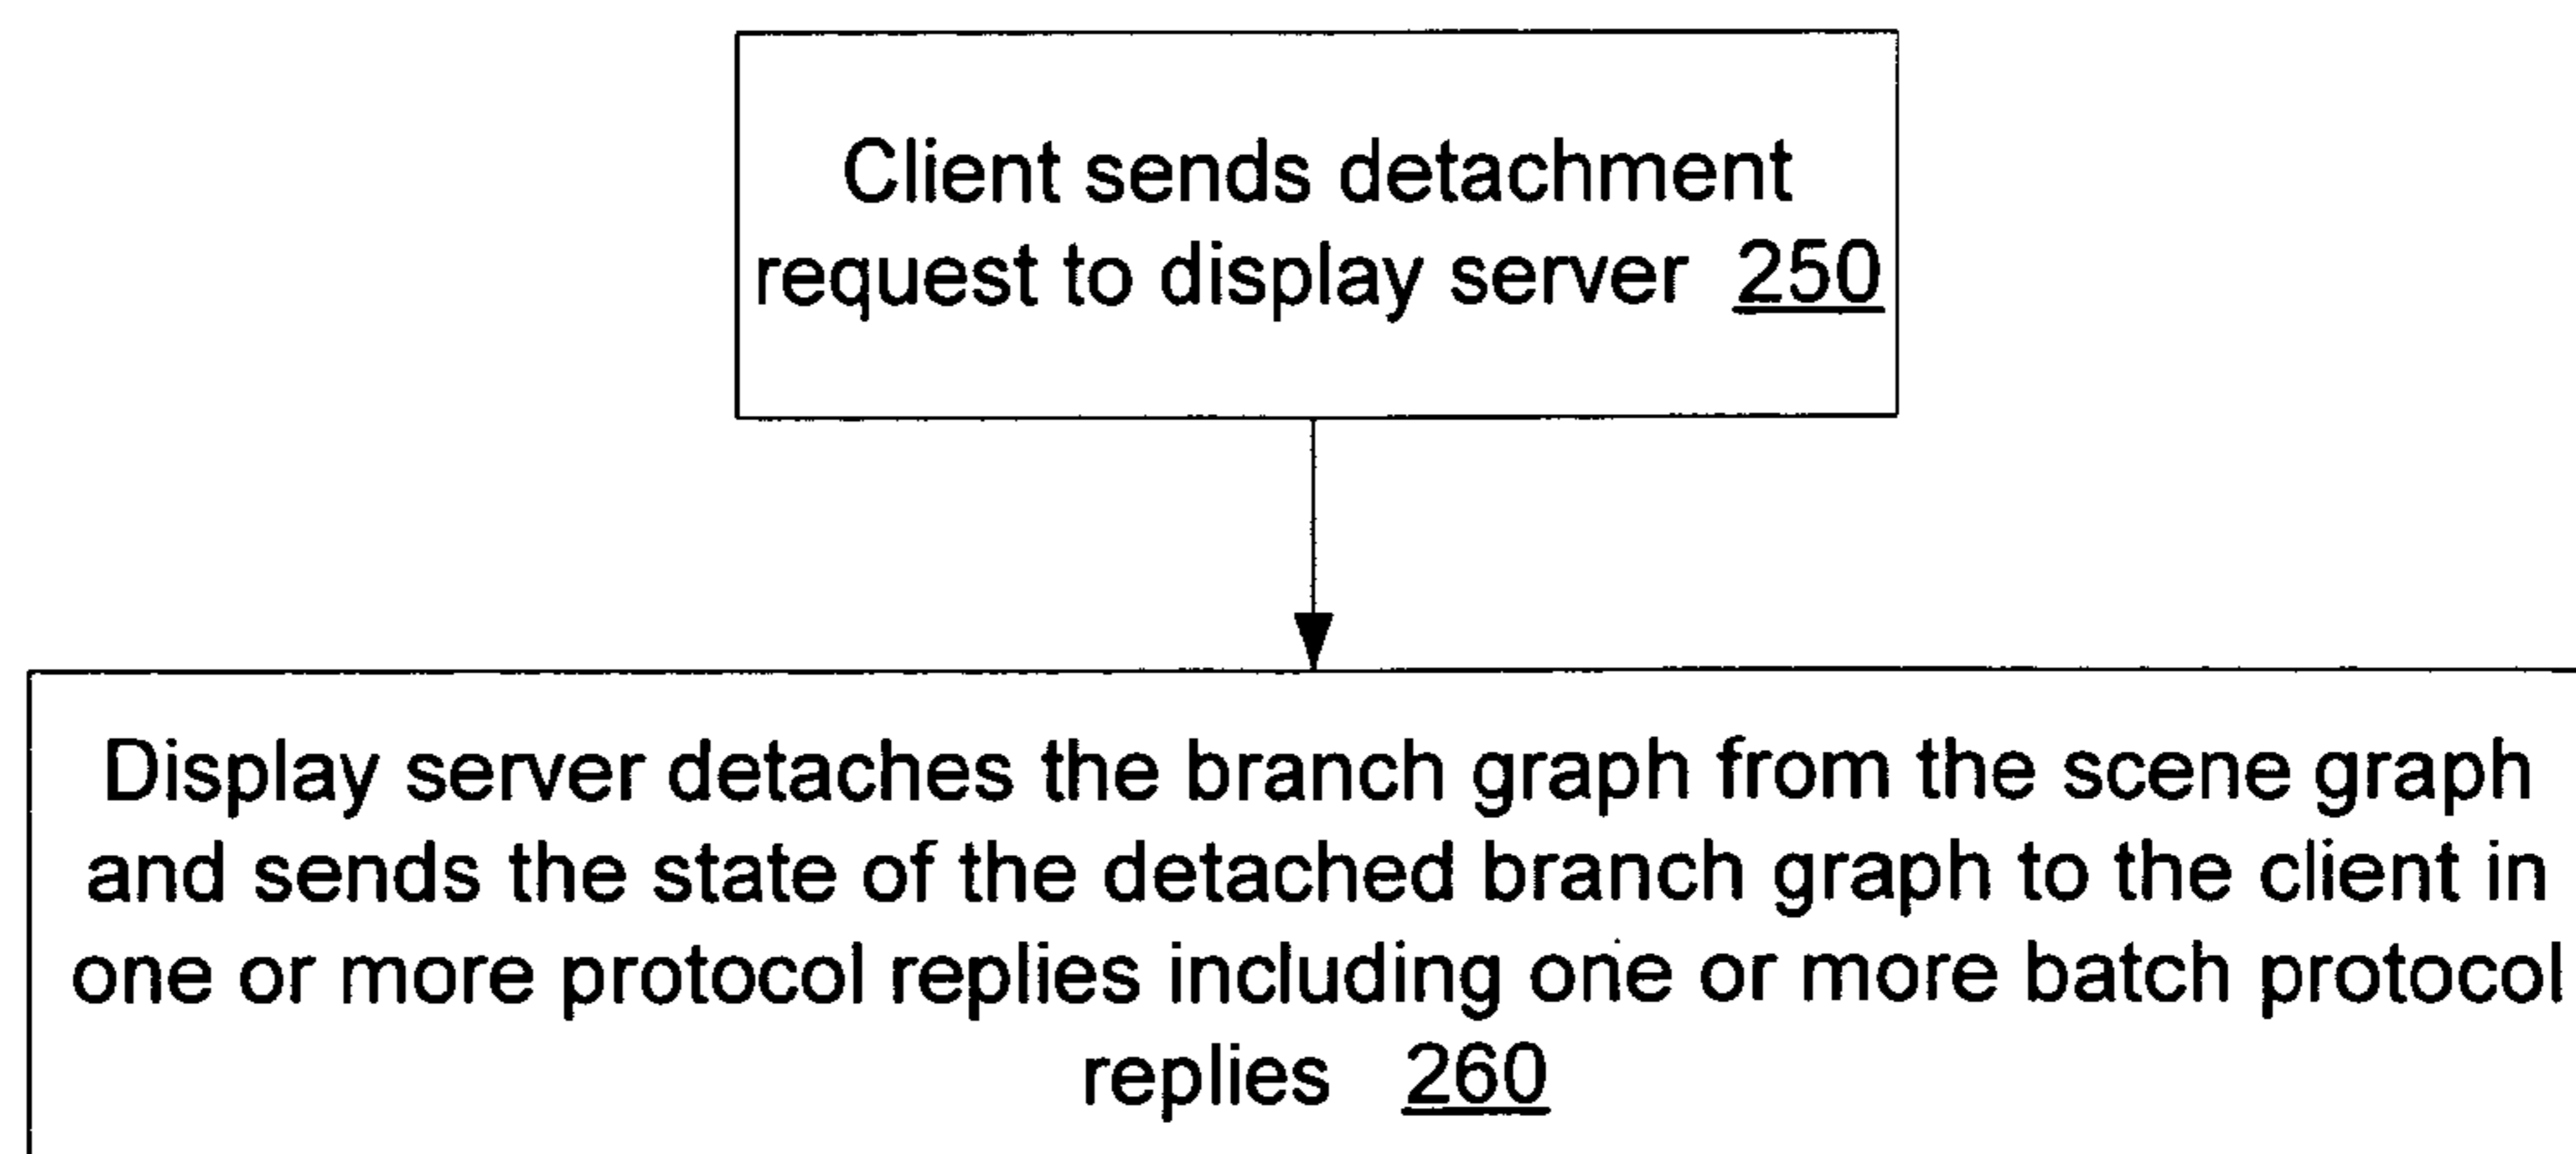 Client sends detachment
request to display server 250
Display server detaches the branch graph from the scene graph
and sends the state of the detached branch graph to the client in
one or more protocol replies including one or more batch protocol
replies 260